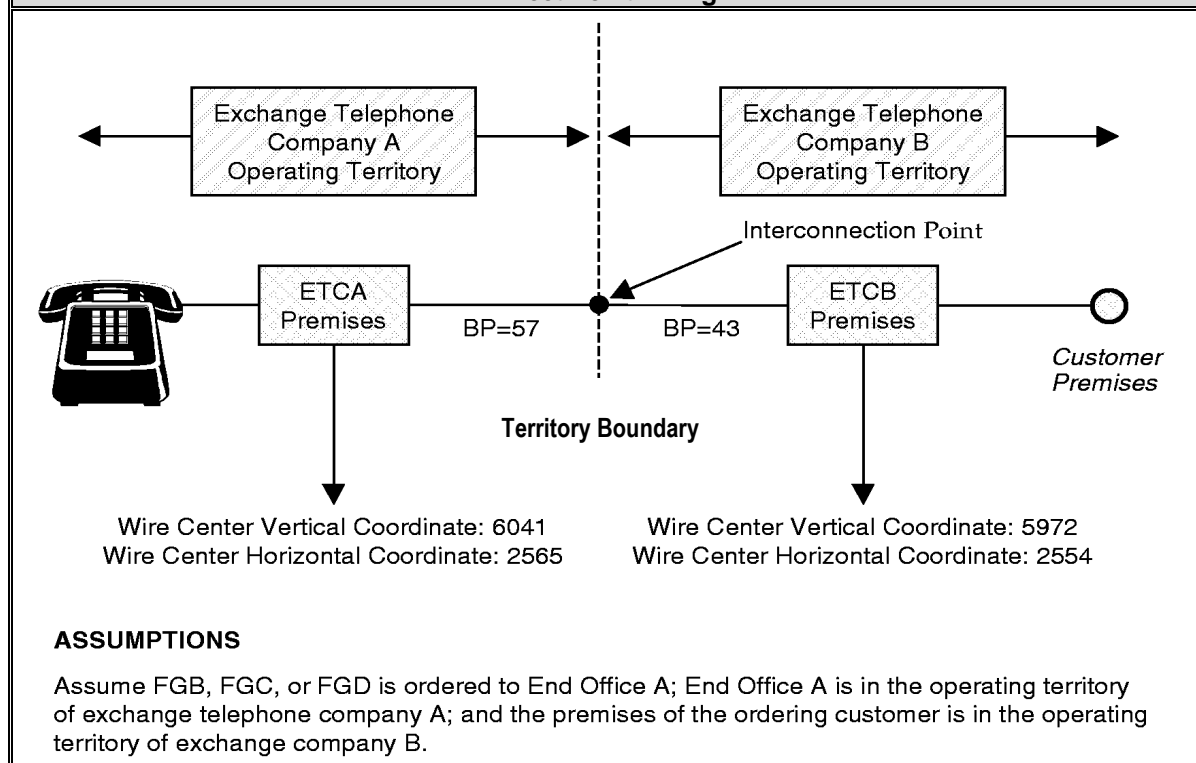 Exchange Telephone
Company A
Operating Territory
Exchange Telephone
Company B
Operating Territory
Interconnection Point
ETCA
Premises
BP=57
BP=43
ETCB
Premises
Customer
Premises
Territory Boundary
Wire Center Vertical Coordinate: 6041
Wire Center Horizontal Coordinate: 2565
Wire Center Vertical Coordinate: 5972
Wire Center Horizontal Coordinate: 2554
ASSUMPTIONS
Assume FGB, FGC, or FGD is ordered to End Office A; End Office A is in the operating territory
of exchange telephone company A; and the premises of the ordering customer is in the operating
territory of exchange company B.